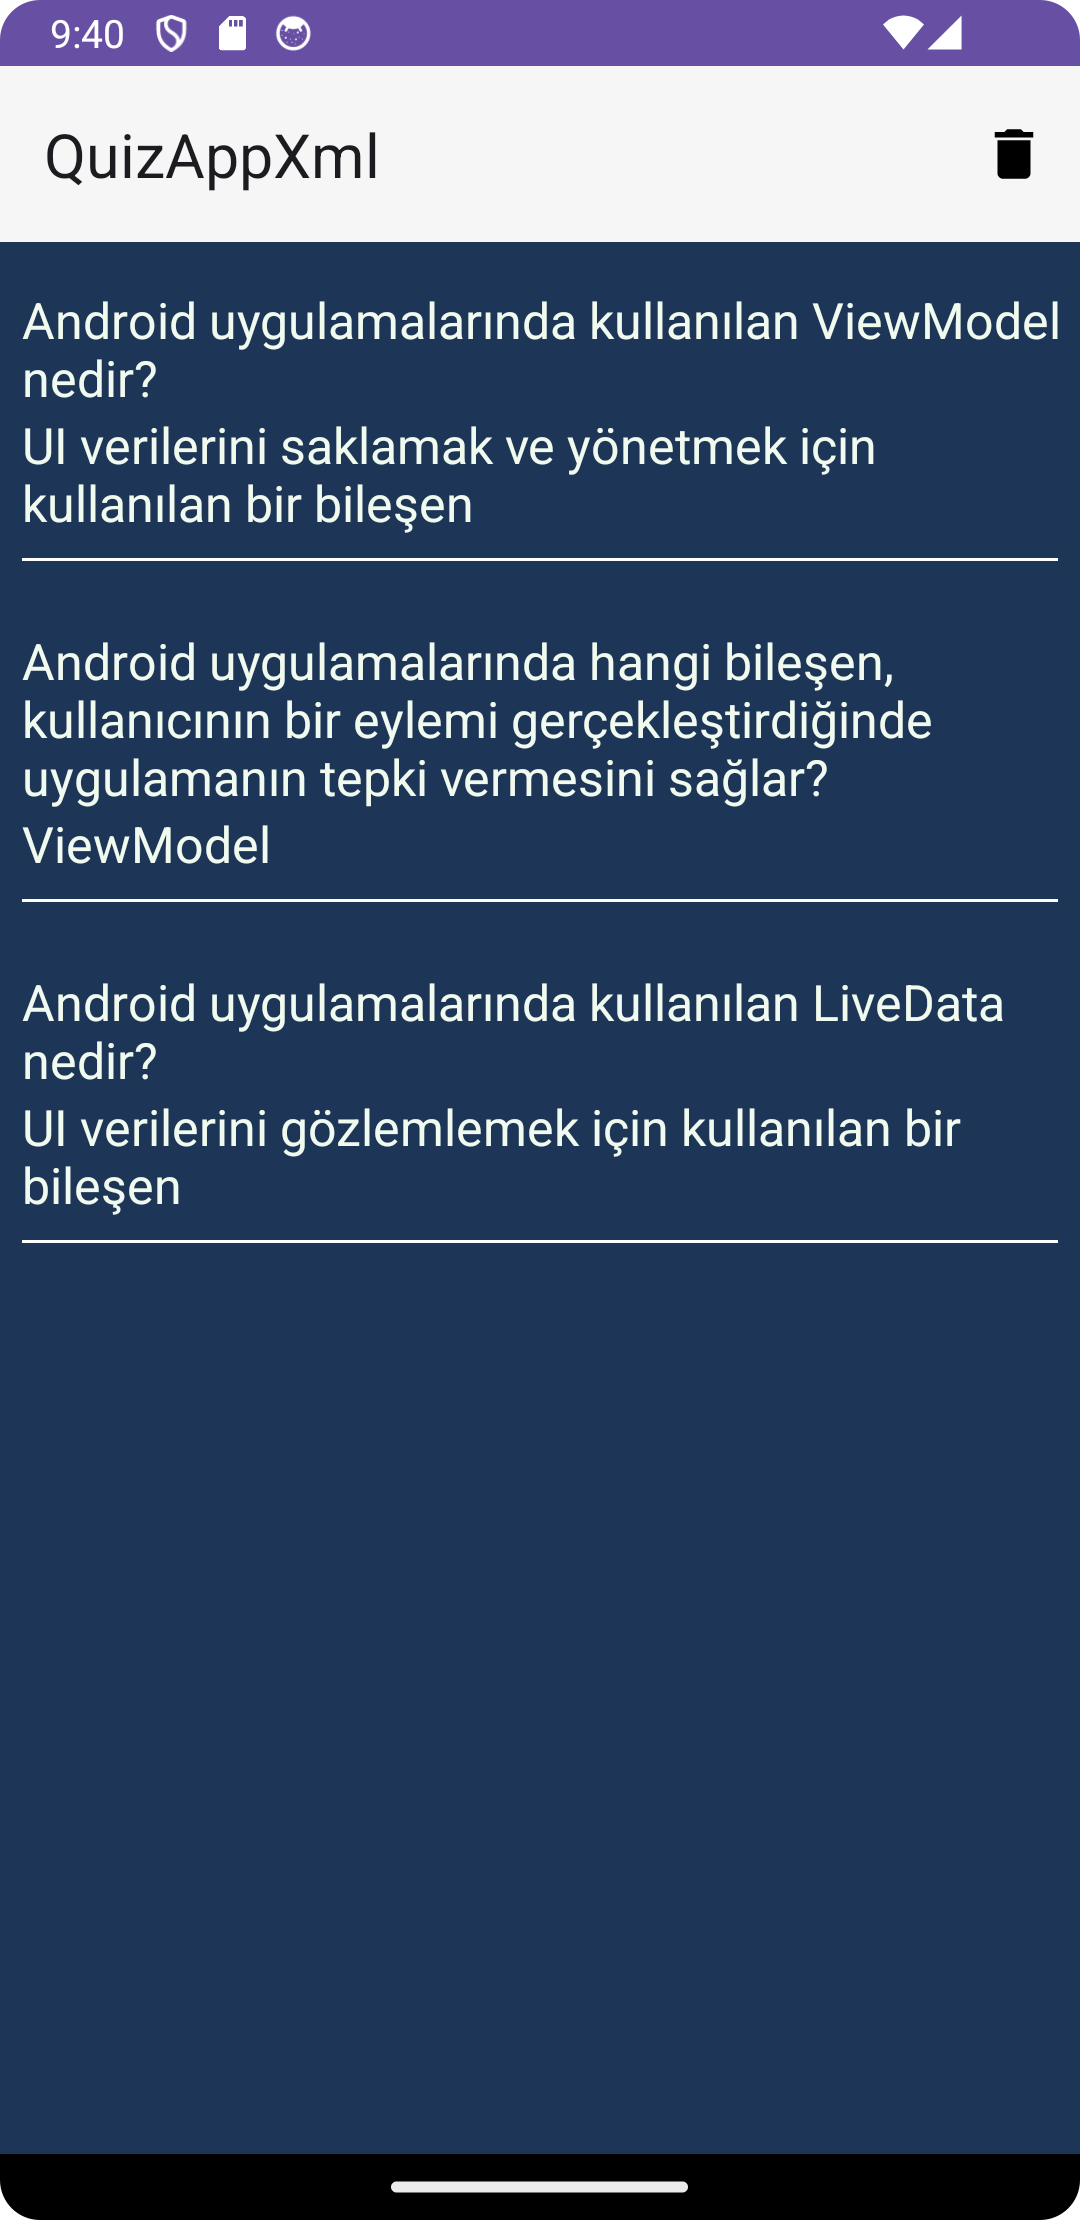 9:40
QuizAppXml
Android uygulamalarında kullanılan ViewModel
nedir?
UI verilerini saklamak ve yönetmek için
kullanılan bir bileşen
Android uygulamalarında hangi bileşen,
kullanıcının bir eylemi gerçekleştirdiğinde
uygulamanın tepki vermesini sağlar?
ViewModel
Android uygulamalarında kullanılan LiveData
nedir?
UI verilerini gözlemlemek için kullanılan bir
bileşen